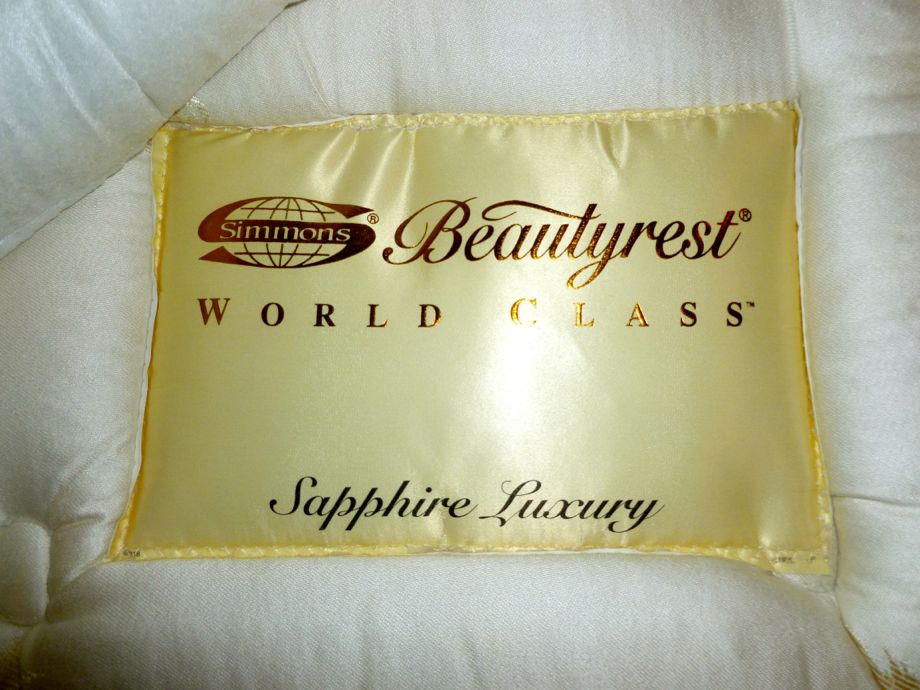 Simmons® Beautyrest®
WORLD CLASS™
Sapphire Luxury